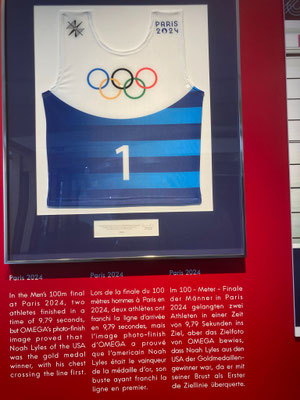 PARIS
2024
1
Paris 2024
In the Men's 100m final
at Paris 2024, two
athletes finished in a
time of 9.79 seconds,
but OMEGA's photo-finish
image proved that
Noah Lyles of the USA
was the gold medal
winner, with his chest
crossing the line first.
Paris 2024
Lors de la finale du 100
mètres hommes à Paris en
2024, deux athlètes ont
franchi la ligne d'arrivée
en 9,79 secondes, mais
l'image photo-finish
d'OMEGA a prouvé
que l'américain Noah
Lyles était le vainqueur
de la médaille d'or, son
buste ayant franchi la
ligne en premier.
Paris 2024
Im 100 - Meter - Finale
der Männer in Paris
2024 gelangten zwei
Athleten in einer Zeit
von 9,79 Sekunden ins
Ziel, aber das Zielfoto
von OMEGA bewies,
dass Noah Lyles aus den
USA der Goldmedaillen-
gewinner war, da er mit
seiner Brust als Erster
die Ziellinie überquerte.